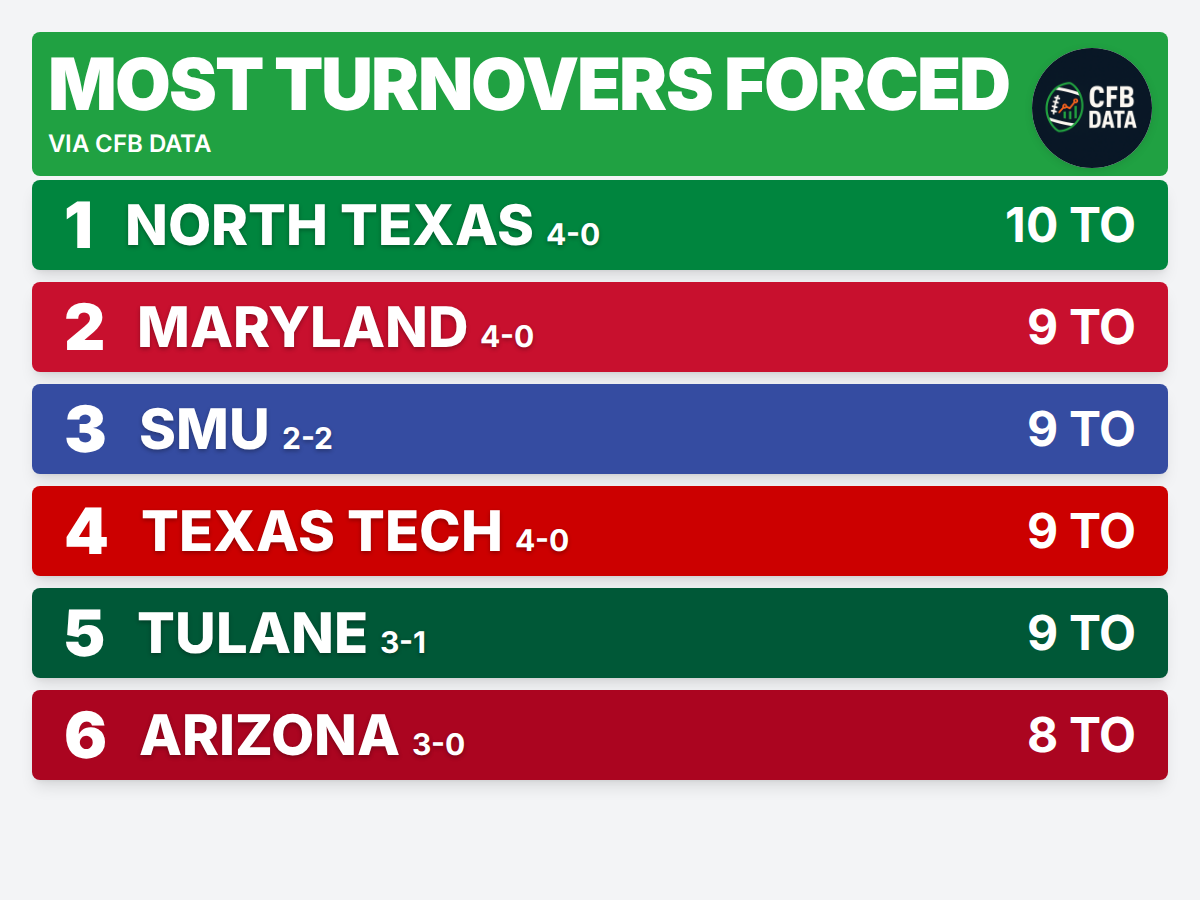 MOST TURNOVERS FORCED
VIA CFB DATA
CFB
DATA
1 NORTH TEXAS 4-0 10 TO
2 MARYLAND 4-0 9 TO
3 SMU 2-2 9 TO
4 TEXAS TECH 4-0 9 TO
5 TULANE 3-1 9 TO
6 ARIZONA 3-0 8 TO